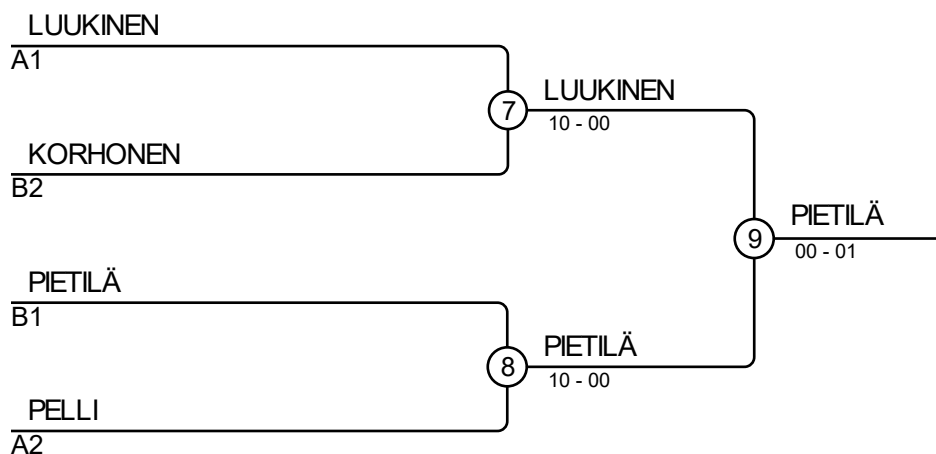 LUUKINEN
A1
7
LUUKINEN
10 - 00
KORHONEN
B2
9
PIETILÄ
00 - 01
PIETILÄ
B1
8
PIETILÄ
10 - 00
PELLI
A2